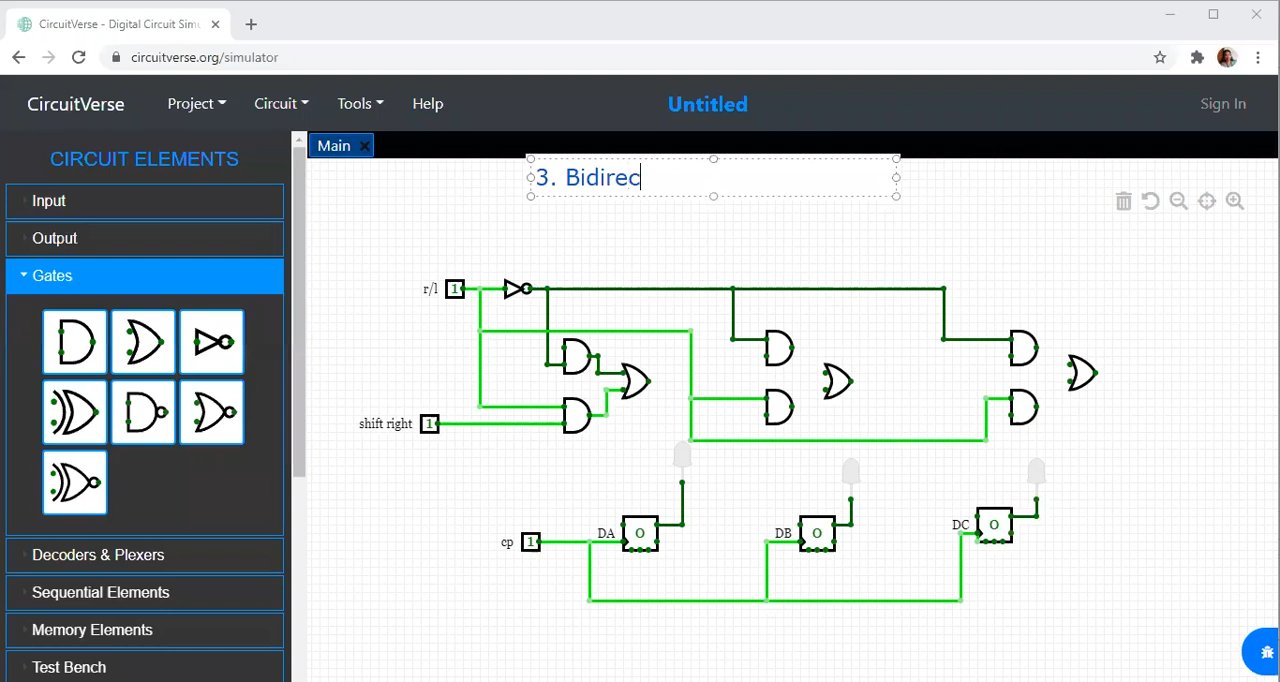 CircuitVerse - Digital Circuit Simu
circuitverse.org/simulator
CircuitVerse
Project
Circuit
Tools
Help
Untitled
Sign In
CIRCUIT ELEMENTS
Input
Output
Gates
Decoders & Plexers
Sequential Elements
Memory Elements
Test Bench
Main
3. Bidirec
r/l 1
shift right 1
cp 1
DA 0
DB 0
DC 0